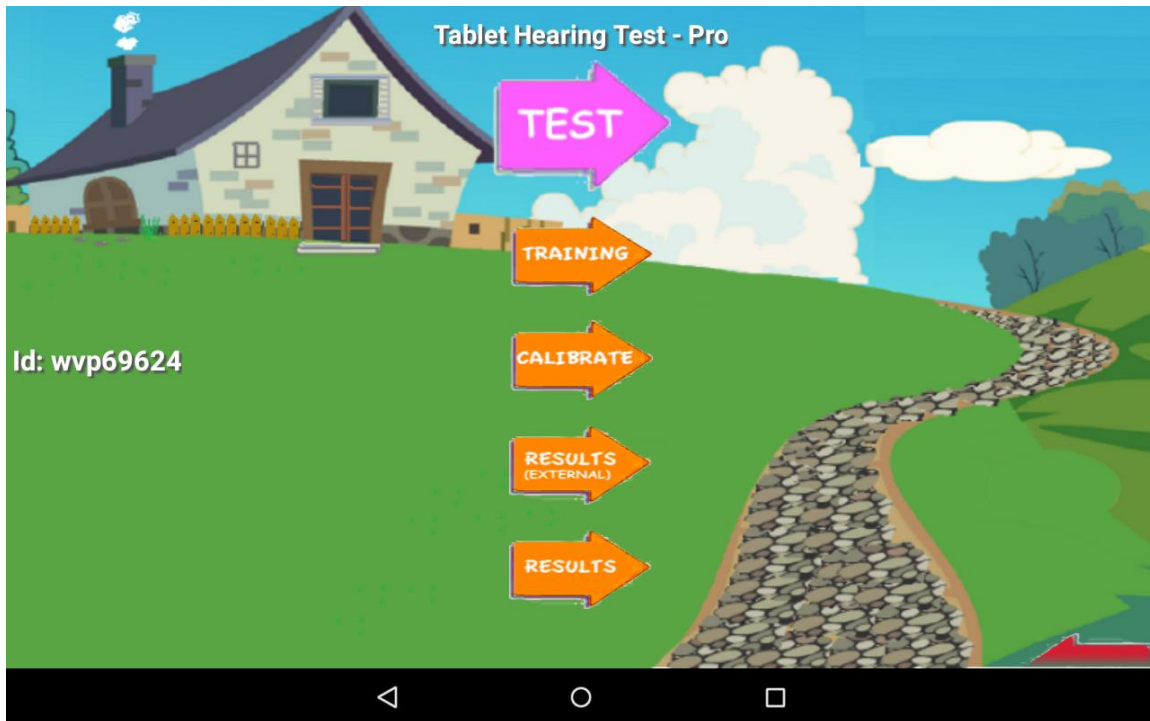 Tablet Hearing Test - Pro
TEST
TRAINING
CALIBRATE
Id: wvp69624
RESULTS
(EXTERNAL)
RESULTS